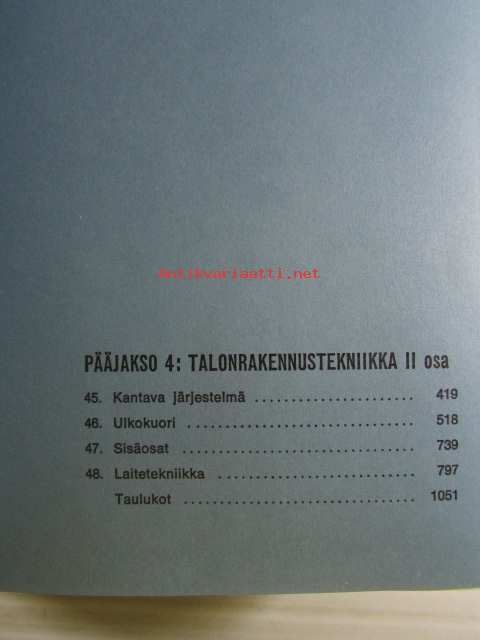 Antikvariaatti.net
PÄÄJAKSO 4: TALONRAKENNUSTEKNIIKKA II osa
45. Kantava järjestelmä ...................... 419
46. Ulkokuori ............................... 518
47. Sisäosat ................................ 739
48. Laitetekniikka ........................... 797
Taulukot ................................ 1051